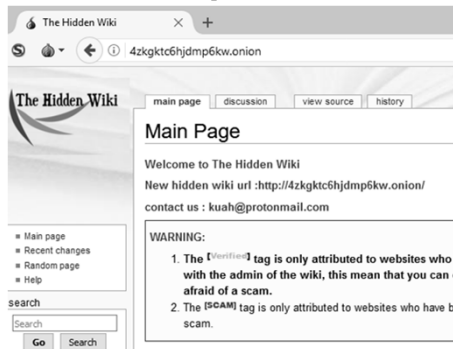 The Hidden Wiki
4zkgktc6hjdmp6kw.onion
The Hidden Wiki
main page
discussion
view source
history
Main Page
Welcome to The Hidden Wiki
New hidden wiki url :http://4zkgktc6hjdmp6kw.onion/
contact us : kuah@protonmail.com
Main page
Recent changes
Random page
Help
search
Search
Go Search
WARNING:
1. The [Verified] tag is only attributed to websites who
with the admin of the wiki, this mean that you can
afraid of a scam.
2. The [SCAM] tag is only attributed to websites who have
scam.